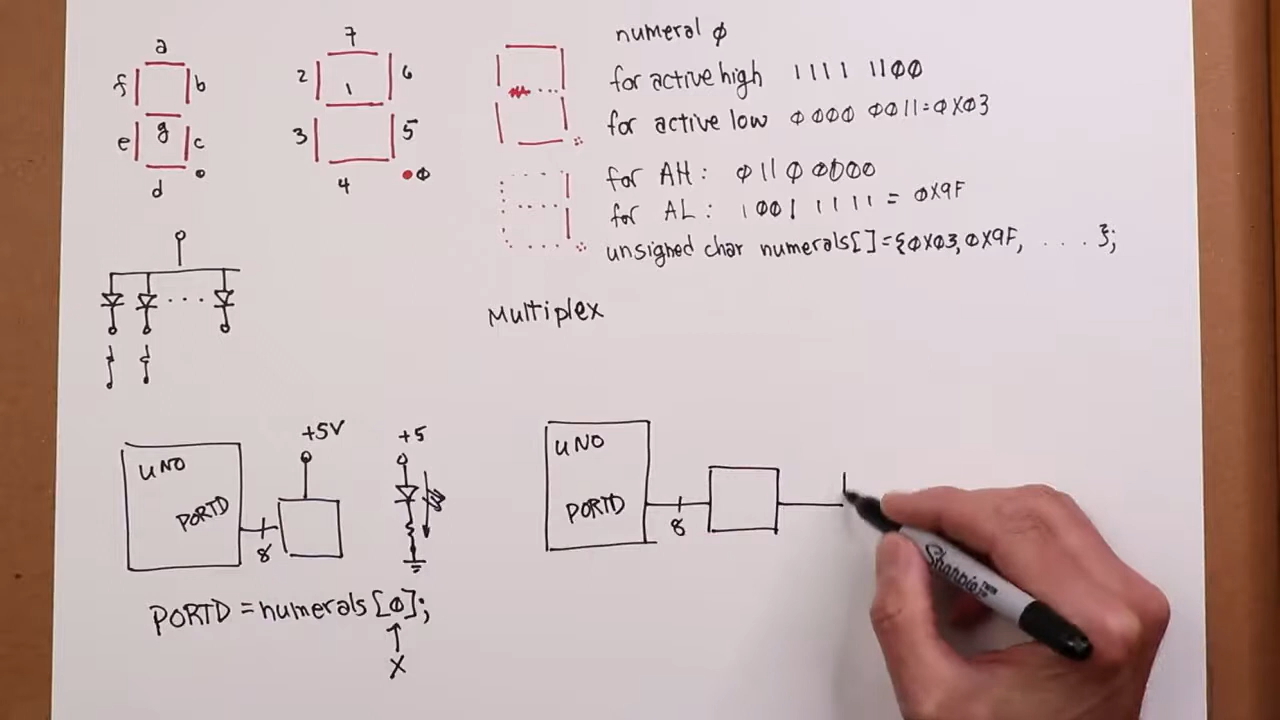 a
f b
g
e c
d
7
2 6
1
3 5
4 φ
numeral φ
for active high 1111 11φφ
for active low φφφφ φφ11=φXφ3
for AH: φ11φ φφφφ
for AL: 1φφ1 1111 = φX9F
unsigned char numerals[]={φXφ3,φX9F, ....};
Multiplex
UNO
PORTD
8
+5V
+5
PORTD=numerals[φ];
X
UNO
PORTD
8
Sharpie